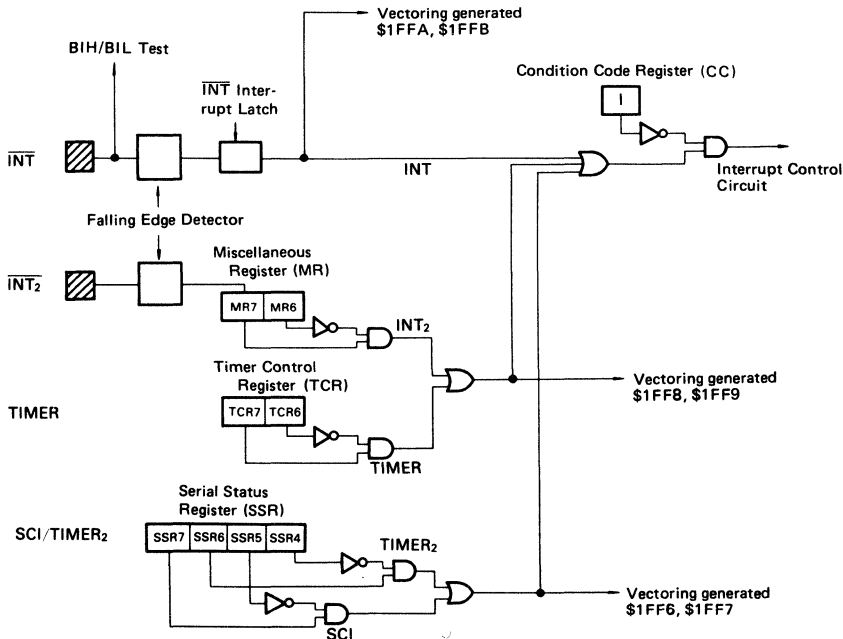 Vectoring generated
$1FFA, $1FFB
BIH/BIL Test
Condition Code Register (CC)
I
INT Inter-
rupt Latch
INT
INT
Interrupt Control
Circuit
Falling Edge Detector
Miscellaneous
Register (MR)
INT₂
MR7 MR6
INT₂
Timer Control
Register (TCR)
Vectoring generated
$1FF8, $1FF9
TIMER
TCR7 TCR6
TIMER
Serial Status
Register (SSR)
SCI/TIMER₂
SSR7 SSR6 SSR5 SSR4
TIMER₂
Vectoring generated
$1FF6, $1FF7
SCI